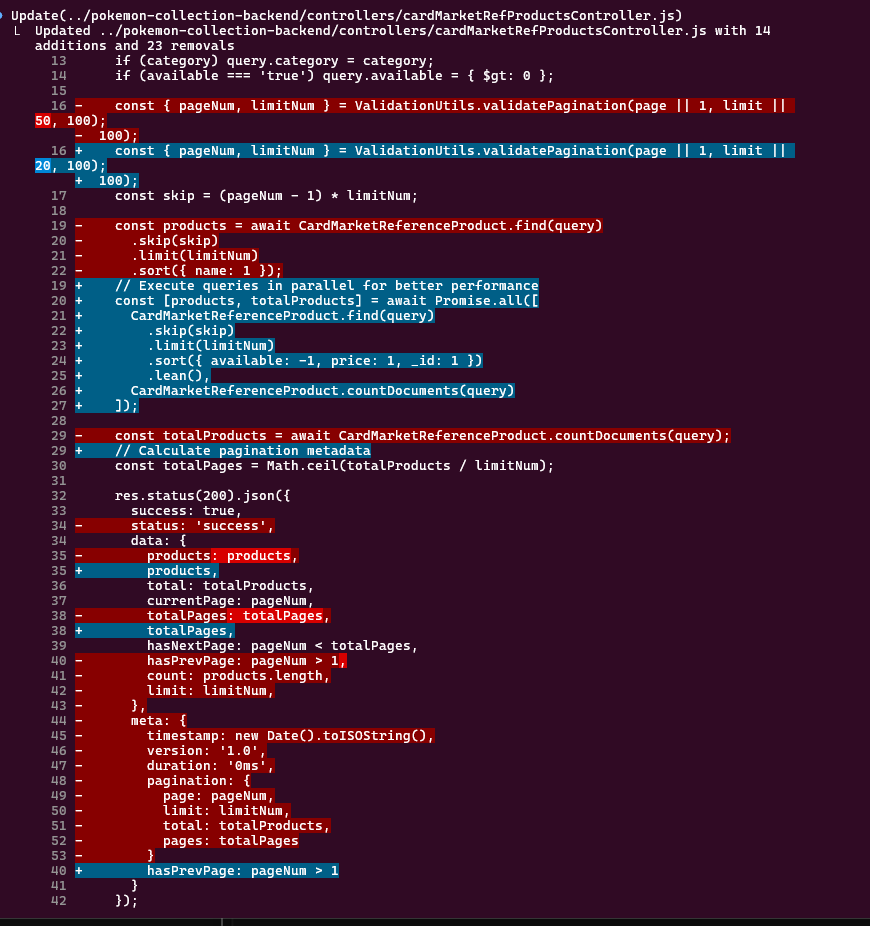 Update(../pokemon-collection-backend/controllers/cardMarketRefProductsController.js)
└ Updated ../pokemon-collection-backend/controllers/cardMarketRefProductsController.js with 14
additions and 23 removals
13     if (category) query.category = category;
14     if (available === 'true') query.available = { $gt: 0 };
15
16 -    const { pageNum, limitNum } = ValidationUtils.validatePagination(page || 1, limit ||
50, 100);
-  100);
16 +    const { pageNum, limitNum } = ValidationUtils.validatePagination(page || 1, limit ||
20, 100);
+  100);
17     const skip = (pageNum - 1) * limitNum;
18
19 -    const products = await CardMarketReferenceProduct.find(query)
20 -      .skip(skip)
21 -      .limit(limitNum)
22 -      .sort({ name: 1 });
19 +    // Execute queries in parallel for better performance
20 +    const [products, totalProducts] = await Promise.all([
21 +      CardMarketReferenceProduct.find(query)
22 +        .skip(skip)
23 +        .limit(limitNum)
24 +        .sort({ available: -1, price: 1, _id: 1 })
25 +        .lean(),
26 +      CardMarketReferenceProduct.countDocuments(query)
27 +    ]);
28
29 -    const totalProducts = await CardMarketReferenceProduct.countDocuments(query);
29 +    // Calculate pagination metadata
30     const totalPages = Math.ceil(totalProducts / limitNum);
31
32     res.status(200).json({
33       success: true,
34 -      status: 'success',
34       data: {
35 -        products: products,
35 +        products,
36         total: totalProducts,
37         currentPage: pageNum,
38 -        totalPages: totalPages,
38 +        totalPages,
39         hasNextPage: pageNum < totalPages,
40 -        hasPrevPage: pageNum > 1,
41 -        count: products.length,
42 -        limit: limitNum,
43 -      },
44 -      meta: {
45 -        timestamp: new Date().toISOString(),
46 -        version: '1.0',
47 -        duration: '0ms',
48 -        pagination: {
49 -          page: pageNum,
50 -          limit: limitNum,
51 -          total: totalProducts,
52 -          pages: totalPages
53 -        }
40 +        hasPrevPage: pageNum > 1
41       }
42     });